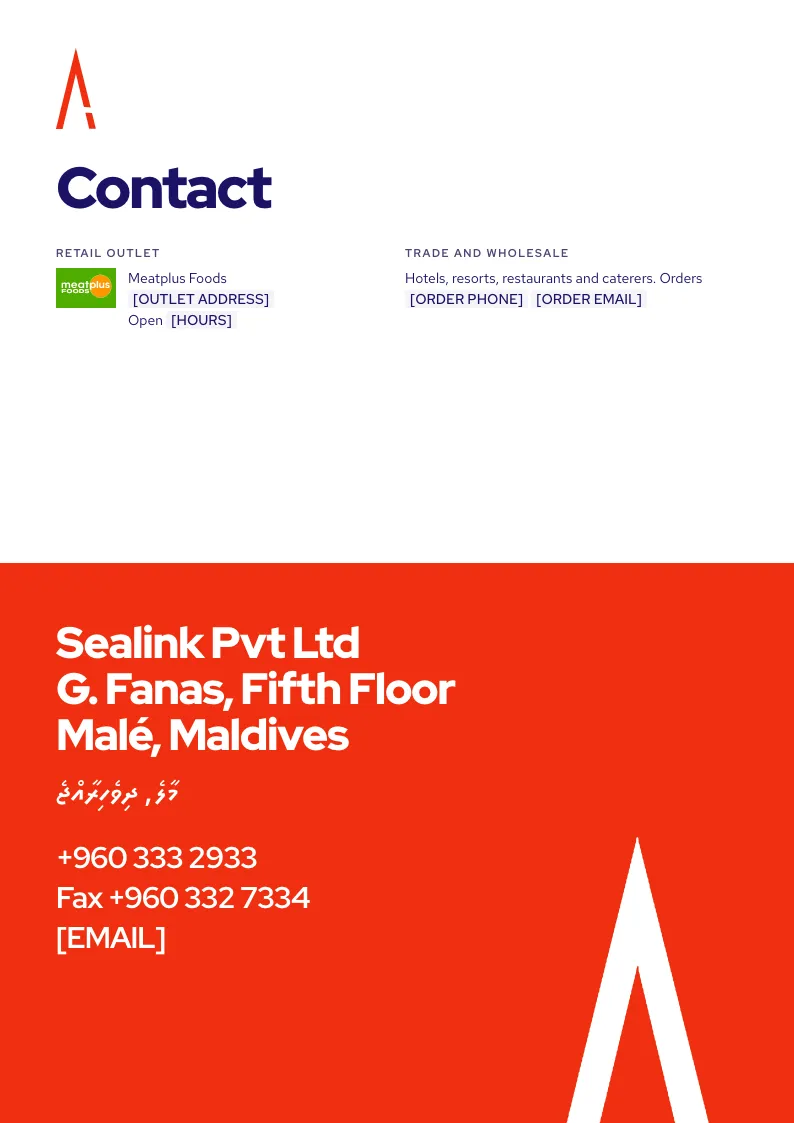 Contact
RETAIL OUTLET
meatplus
FOODS
Meatplus Foods
[OUTLET ADDRESS]
Open [HOURS]
TRADE AND WHOLESALE
Hotels, resorts, restaurants and caterers. Orders
[ORDER PHONE] [ORDER EMAIL]
Sealink Pvt Ltd
G. Fanas, Fifth Floor
Malé, Maldives
މާލެ، ދިވެހިރާއްޖެ
+960 333 2933
Fax +960 332 7334
[EMAIL]